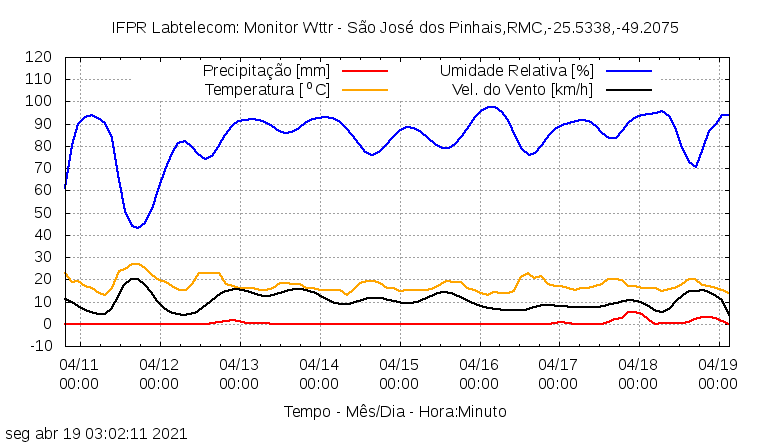 IFPR Labtelecom: Monitor Wttr - São José dos Pinhais,RMC,-25.5338,-49.2075
120
110
100
90
80
70
60
50
40
30
20
10
0
-10
Precipitação [mm]
Temperatura [⁰C]
Umidade Relativa [%]
Vel. do Vento [km/h]
04/11 04/12 04/13 04/14 04/15 04/16 04/17 04/18 04/19
00:00 00:00 00:00 00:00 00:00 00:00 00:00 00:00 00:00
Tempo - Mês/Dia - Hora:Minuto
seg abr 19 03:02:11 2021